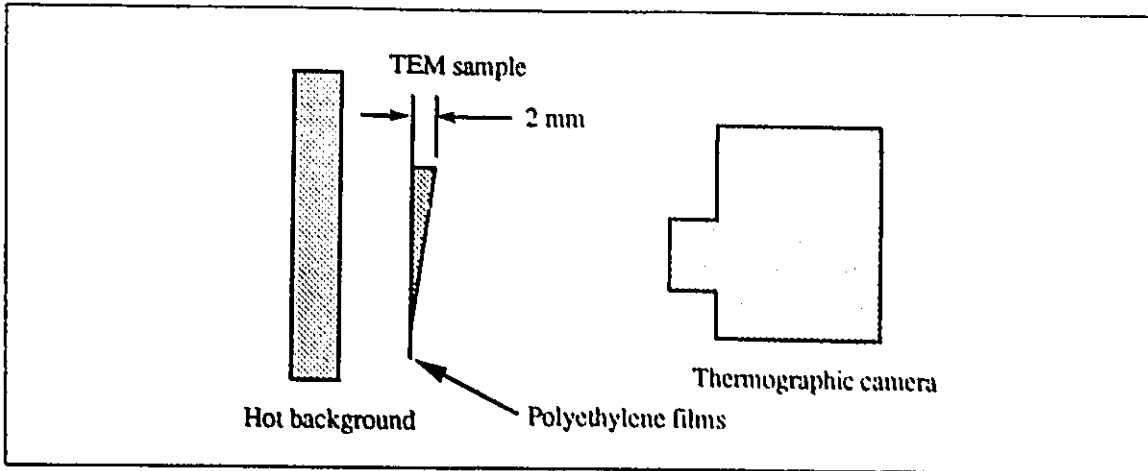 TEM sample
2 mm
Thermographic camera
Hot background
Polyethylene films